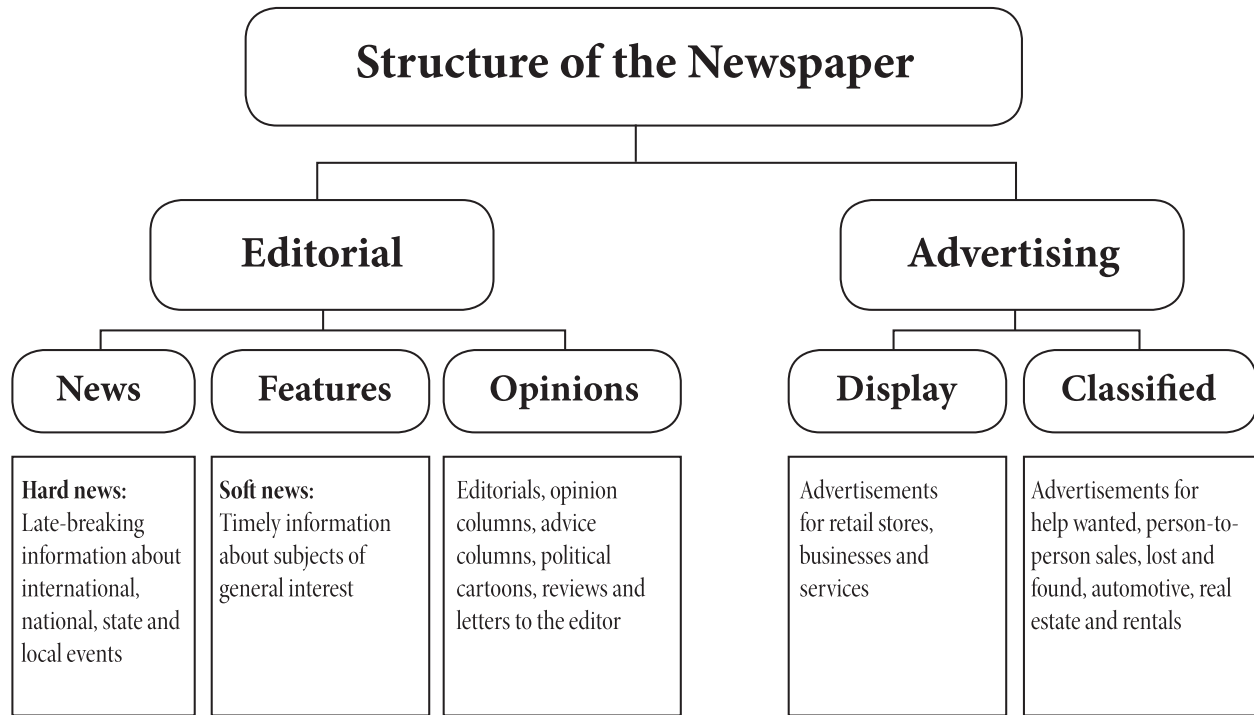 Structure of the Newspaper
Editorial
Advertising
News
Features
Opinions
Display
Classified
Hard news:
Late-breaking
information about
international,
national, state and
local events
Soft news:
Timely information
about subjects of
general interest
Editorials, opinion
columns, advice
columns, political
cartoons, reviews and
letters to the editor
Advertisements
for retail stores,
businesses and
services
Advertisements for
help wanted, person-to-
person sales, lost and
found, automotive, real
estate and rentals